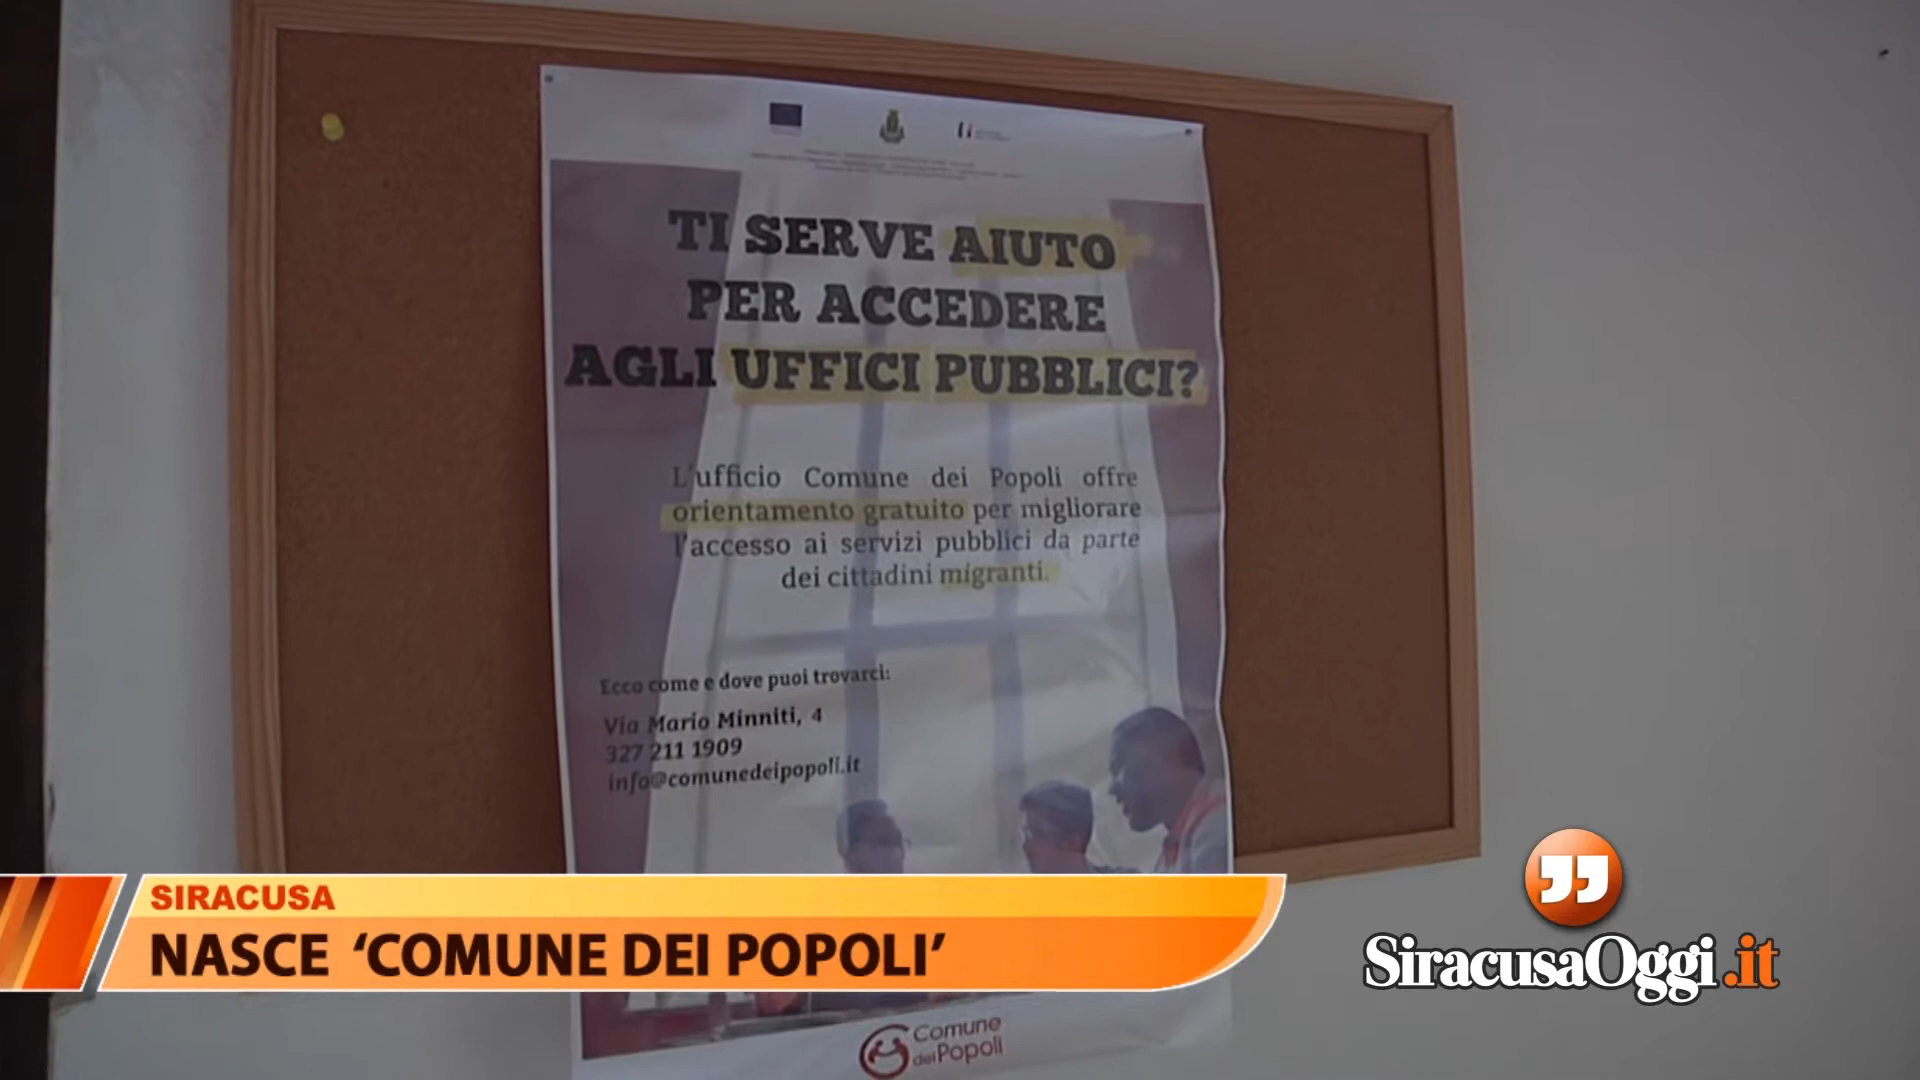 TI SERVE AIUTO
PER ACCEDERE
AGLI UFFICI PUBBLICI?
L'ufficio Comune dei Popoli offre
orientamento gratuito per migliorare
l'accesso ai servizi pubblici da parte
dei cittadini migranti.
Ecco come e dove puoi trovarci:
Via Mario Minniti, 4
327 211 1909
info@comunedeipopoli.it
SIRACUSA
NASCE ‘COMUNE DEI POPOLI’
SiracusaOggi.it
Comune
dei Popoli